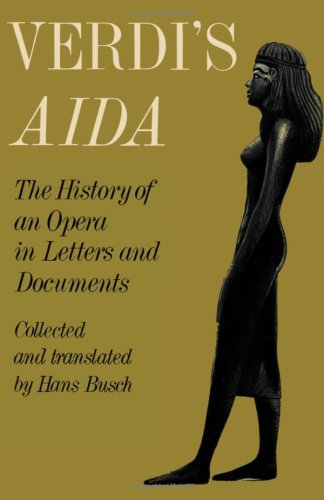 VERDI'S
AIDA
The History of
an Opera
in Letters and
Documents
Collected
and translated
by Hans Busch